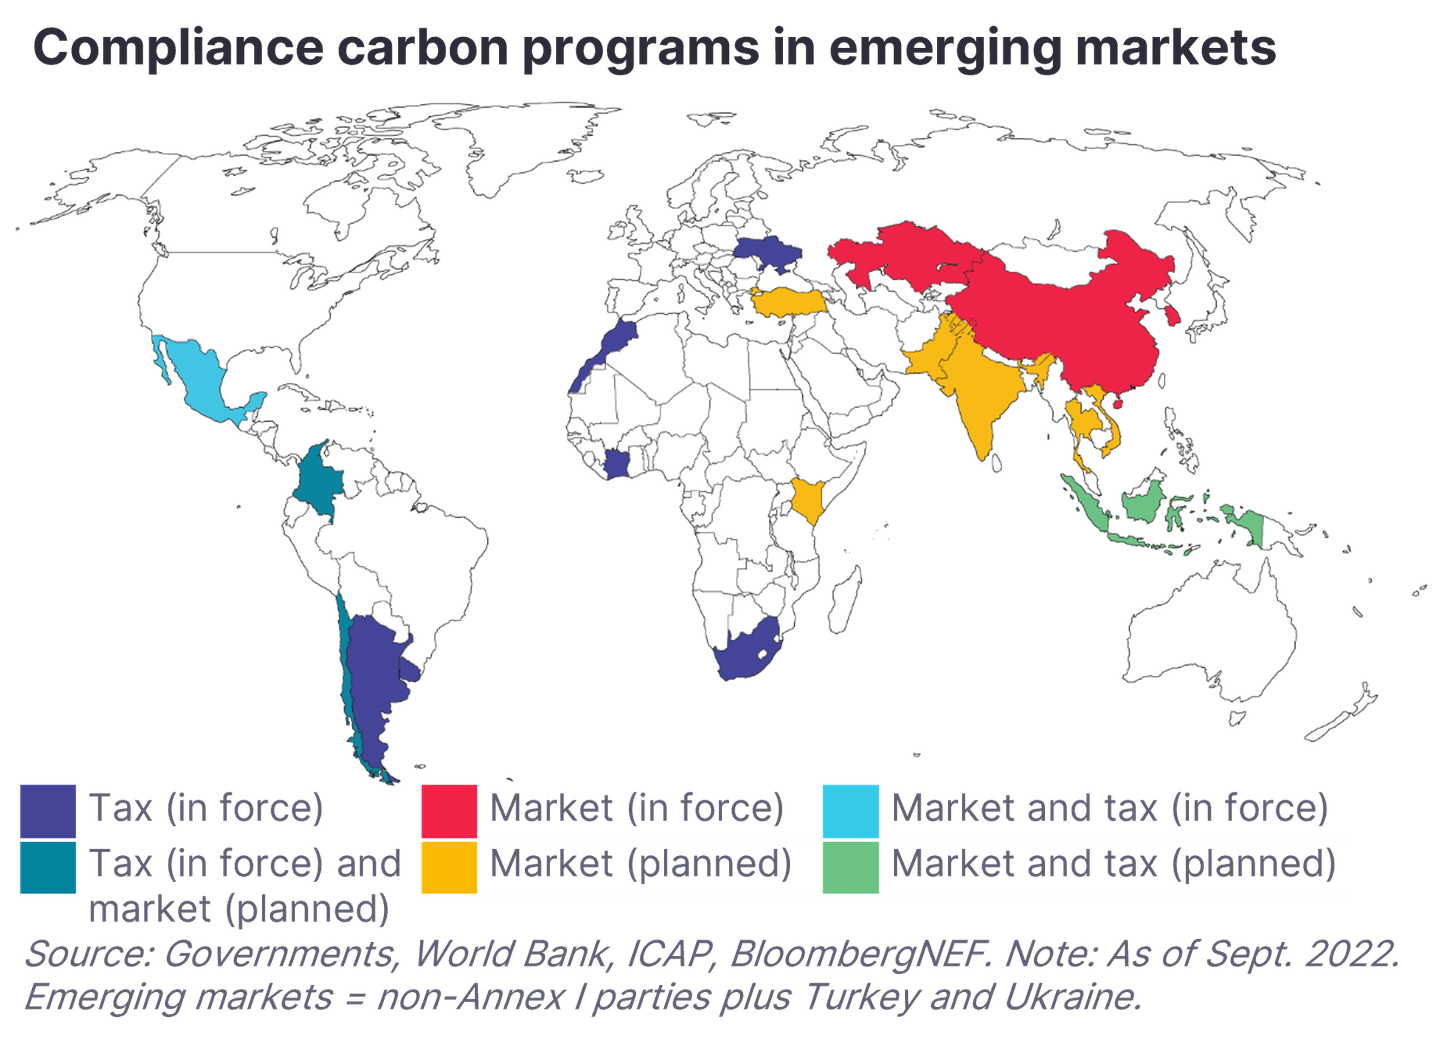 Compliance carbon programs in emerging markets
Tax (in force)
Market (in force)
Market and tax (in force)
Tax (in force) and
market (planned)
Market (planned)
Market and tax (planned)
Source: Governments, World Bank, ICAP, BloombergNEF. Note: As of Sept. 2022.
Emerging markets = non-Annex I parties plus Turkey and Ukraine.